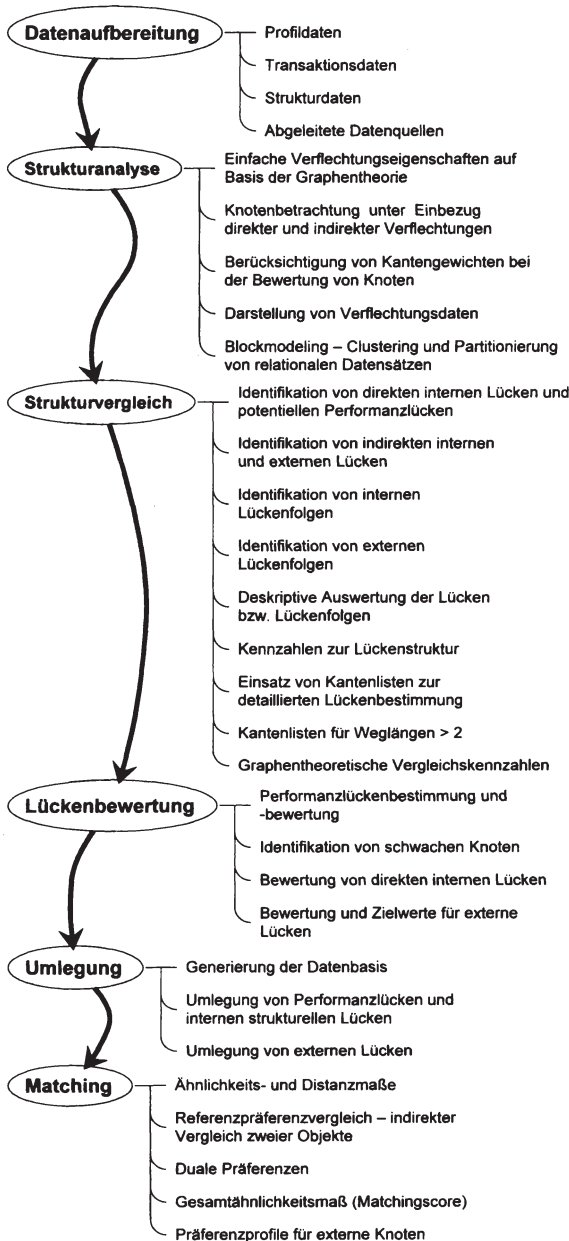 Datenaufbereitung
Profildaten
Transaktionsdaten
Strukturdaten
Abgeleitete Datenquellen
Strukturanalyse
Einfache Verflechtungseigenschaften auf
Basis der Graphentheorie
Knotenbetrachtung unter Einbezug
direkter und indirekter Verflechtungen
Berücksichtigung von Kantengewichten bei
der Bewertung von Knoten
Darstellung von Verflechtungsdaten
Blockmodeling – Clustering und Partitionierung
von relationalen Datensätzen
Strukturvergleich
Identifikation von direkten internen Lücken und
potentiellen Performanzlücken
Identifikation von indirekten internen
und externen Lücken
Identifikation von internen
Lückenfolgen
Identifikation von externen
Lückenfolgen
Deskriptive Auswertung der Lücken
bzw. Lückenfolgen
Kennzahlen zur Lückenstruktur
Einsatz von Kantenlisten zur
detaillierten Lückenbestimmung
Kantenlisten für Weglängen > 2
Graphentheoretische Vergleichskennzahlen
Lückenbewertung
Performanzlückenbestimmung und
-bewertung
Identifikation von schwachen Knoten
Bewertung von direkten internen Lücken
Bewertung und Zielwerte für externe
Lücken
Umlegung
Generierung der Datenbasis
Umlegung von Performanzlücken und
internen strukturellen Lücken
Umlegung von externen Lücken
Matching
Ähnlichkeits- und Distanzmaße
Referenzpräferenzvergleich – indirekter
Vergleich zweier Objekte
Duale Präferenzen
Gesamtähnlichkeitsmaß (Matchingscore)
Präferenzprofile für externe Knoten